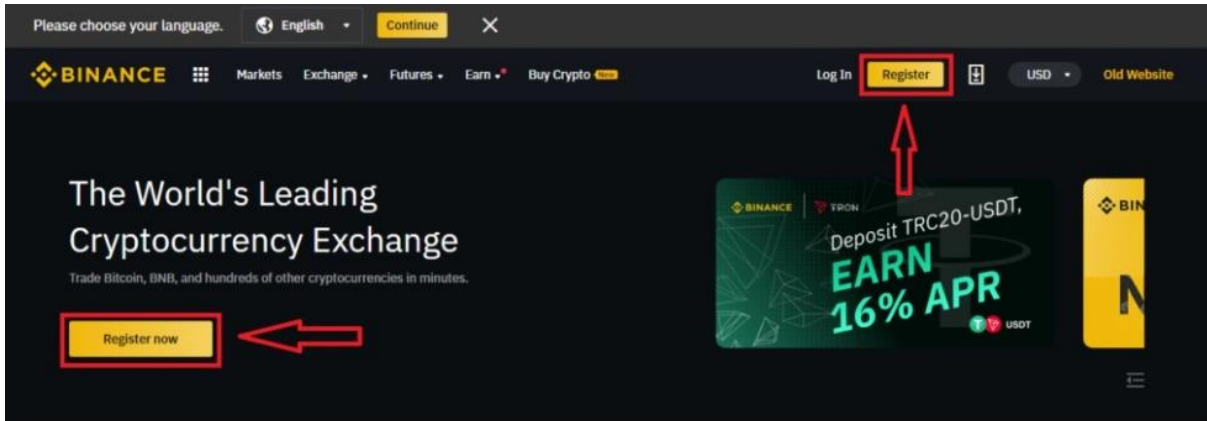 Please choose your language. English Continue
BINANCE Markets Exchange Futures Earn Buy Crypto New Log In Register USD Old Website
The World's Leading
Cryptocurrency Exchange
Trade Bitcoin, BNB, and hundreds of other cryptocurrencies in minutes.
Register now
BINANCE TRON
Deposit TRC20-USDT,
EARN
16% APR
USDT
BIN
N